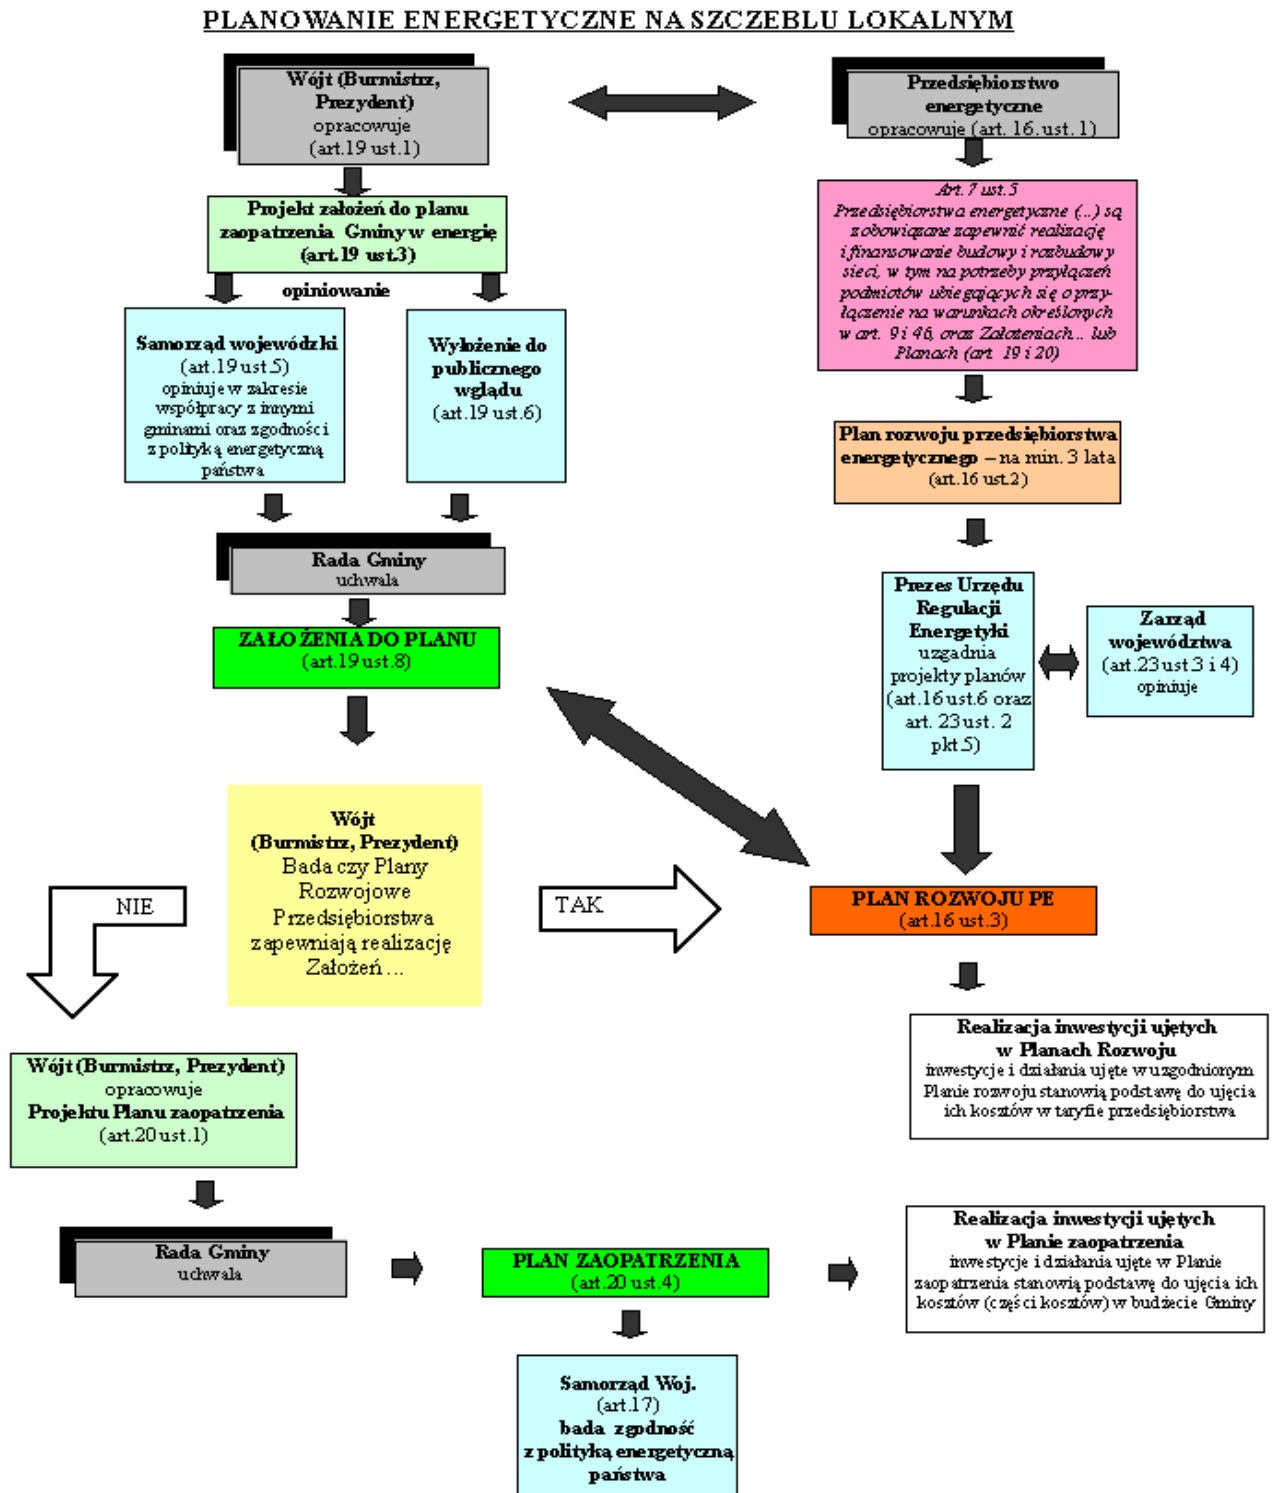 PLANOWANIE ENERGETYCZNE NA SZCZEBLU LOKALNYM
Wójt (Burmistrz,
Prezydent)
opracowuje
(art.19 ust.1)
Przedsiębiorstwo
energetyczne
opracowuje (art. 16. ust. 1)
Projekt założeń do planu
zaopatrzenia Gminy w energię
(art.19 ust.3)
Art. 7 ust. 5
Przedsiębiorstwa energetyczne (...) są
zobowiązane zapewnić realizację
i finansowanie budowy i rozbudowy
sieci, w tym na potrzeby przyłączeń
podmiotów ubiegających się o przy-
łączenie na warunkach określonych
w art. 9 i 46, oraz Założeniach... lub
Planach (art. 19 i 20)
opiniowanie
Samorząd wojewódzki
(art.19 ust.5)
opiniuje w zakresie
współpracy z innymi
gminami oraz zgodności
z polityką energetyczną
państwa
Wyłożenie do
publicznego
wglądu
(art.19 ust.6)
Plan rozwoju przedsiębiorstwa
energetycznego – na min. 3 lata
(art.16 ust.2)
Rada Gminy
uchwala
ZAŁOŻENIA DO PLANU
(art.19 ust.8)
Prezes Urzędu
Regulacji
Energetyki
uzgadnia
projekty planów
(art.16 ust.6 oraz
art. 23 ust. 2
pkt.5)
Zarząd
województwa
(art.23 ust.3 i 4)
opiniuje
Wójt
(Burmistrz, Prezydent)
Bada czy Plany
Rozwojowe
Przedsiębiorstwa
zapewniają realizację
Założeń ...
NIE
TAK
PLAN ROZWOJU PE
(art.16 ust.3)
Realizacja inwestycji ujętych
w Planach Rozwoju
inwestycje i działania ujęte w uzgodnionym
Planie rozwoju stanowią podstawę do ujęcia
ich kosztów w taryfie przedsiębiorstwa
Wójt (Burmistrz, Prezydent)
opracowuje
Projektu Planu zaopatrzenia
(art.20 ust.1)
Rada Gminy
uchwala
PLAN ZAOPATRZENIA
(art.20 ust.4)
Realizacja inwestycji ujętych
w Planie zaopatrzenia
inwestycje i działania ujęte w Planie
zaopatrzenia stanowią podstawę do ujęcia ich
kosztów (części kosztów) w budżecie Gminy
Samorząd Woj.
(art.17)
bada zgodność
z polityką energetyczną
państwa